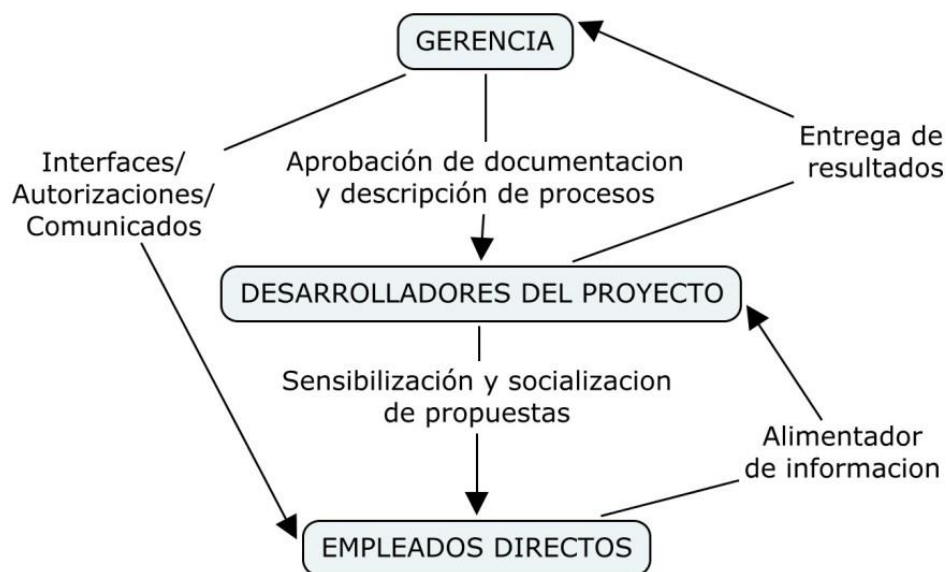 GERENCIA
Interfaces/
Autorizaciones/
Comunicados
Aprobación de documentacion
y descripción de procesos
Entrega de
resultados
DESARROLLADORES DEL PROYECTO
Sensibilización y socializacion
de propuestas
Alimentador
de informacion
EMPLEADOS DIRECTOS